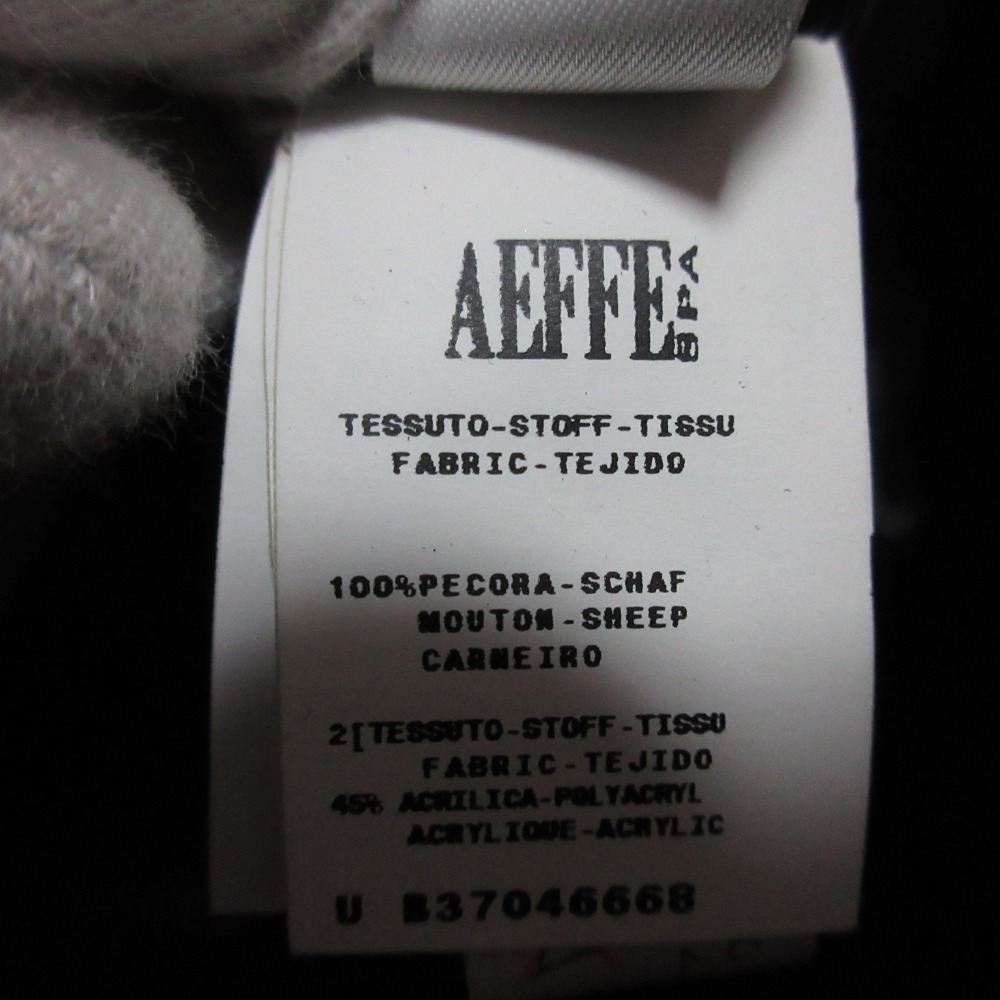 AEFFE SPA
TESSUTO-STOFF-TISSU
FABRIC-TEJIDO
100%PECORA-SCHAF
MOUTON-SHEEP
CARNEIRO
2[TESSUTO-STOFF-TISSU
FABRIC-TEJIDO
45% ACRILICA-POLYACRYL
ACRYLIQUE-ACRYLIC
U B37046668